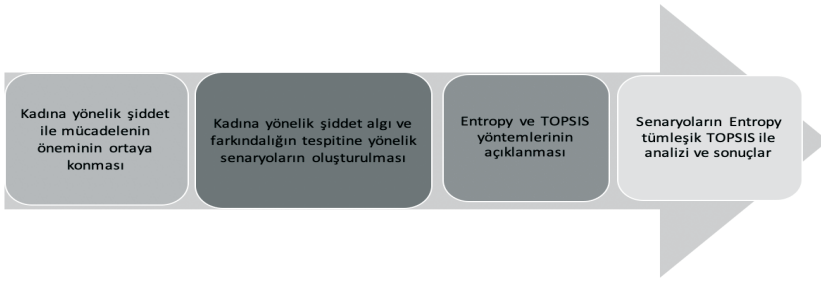 Kadına yönelik şiddet
ile mücadelenin
öneminin ortaya
konması
Kadına yönelik şiddet algı ve
farkındalığın tespitine yönelik
senaryoların oluşturulması
Entropy ve TOPSIS
yöntemlerinin
açıklanması
Senaryoların Entropy
tümleşik TOPSIS ile
analizi ve sonuçlar